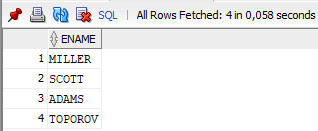 SQL | All Rows Fetched: 4 in 0,058 seconds
ENAME
1 MILLER
2 SCOTT
3 ADAMS
4 TOPOROV